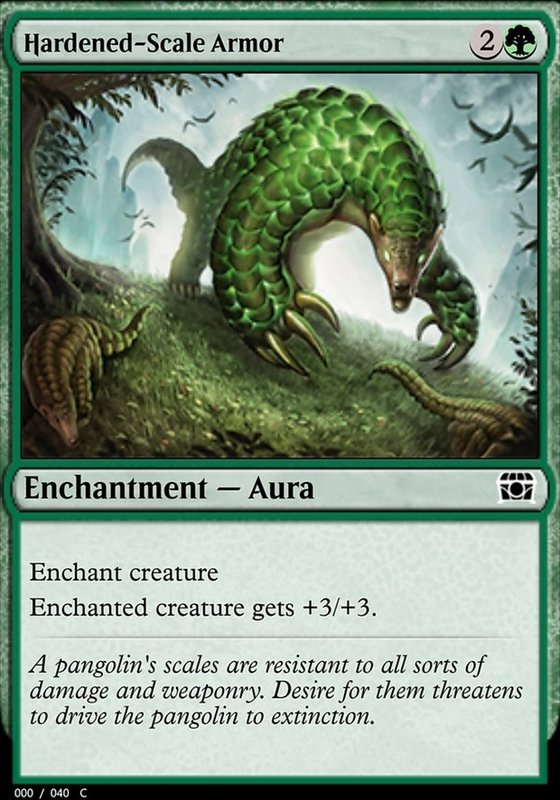 Hardened-Scale Armor 2
Enchantment — Aura
Enchant creature
Enchanted creature gets +3/+3.
A pangolin's scales are resistant to all sorts of
damage and weaponry. Desire for them threatens
to drive the pangolin to extinction.
000 / 040 C